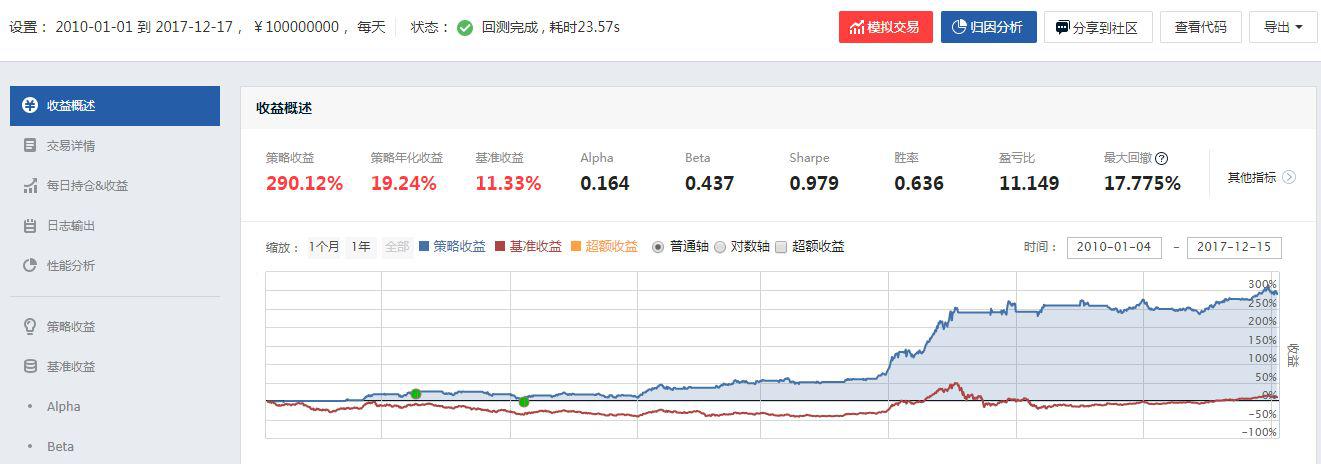 设置： 2010-01-01 到 2017-12-17 ， ￥100000000 ， 每天 状态： 回测完成 , 耗时23.57s 模拟交易 归因分析 分享到社区 查看代码 导出
收益概述
交易详情
每日持仓&收益
日志输出
性能分析
策略收益
基准收益
• Alpha
• Beta
收益概述
策略收益 策略年化收益 基准收益 Alpha Beta Sharpe 胜率 盈亏比 最大回撤 ?
290.12% 19.24% 11.33% 0.164 0.437 0.979 0.636 11.149 17.775% 其他指标
缩放： 1个月 1年 全部 策略收益 基准收益 超额收益 普通轴 对数轴 超额收益 时间： 2010-01-04 - 2017-12-15
300%
250%
200%
150%
100%
50%
0%
-50%
-100%
收益